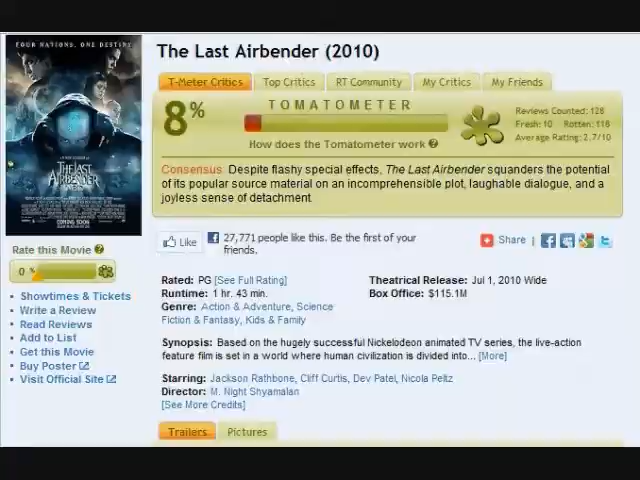 FOUR NATIONS, ONE DESTINY
THE LAST
AIRBENDER
COMING SOON
The Last Airbender (2010)
T-Meter Critics
Top Critics
RT Community
My Critics
My Friends
8%
TOMATOMETER
How does the Tomatometer work ?
Reviews Counted: 128
Fresh: 10 Rotten: 118
Average Rating: 2.7/10
Consensus: Despite flashy special effects, The Last Airbender squanders the potential
of its popular source material on an incomprehensible plot, laughable dialogue, and a
joyless sense of detachment.
Like
27,771 people like this. Be the first of your
friends.
Share
Rate this Movie ?
0 %
Showtimes & Tickets
Write a Review
Read Reviews
Add to List
Get this Movie
Buy Poster
Visit Official Site
Rated: PG [See Full Rating]
Runtime: 1 hr. 43 min.
Genre: Action & Adventure, Science
Fiction & Fantasy, Kids & Family
Theatrical Release: Jul 1, 2010 Wide
Box Office: $115.1M
Synopsis: Based on the hugely successful Nickelodeon animated TV series, the live-action
feature film is set in a world where human civilization is divided into... [More]
Starring: Jackson Rathbone, Cliff Curtis, Dev Patel, Nicola Peltz
Director: M. Night Shyamalan
[See More Credits]
Trailers
Pictures